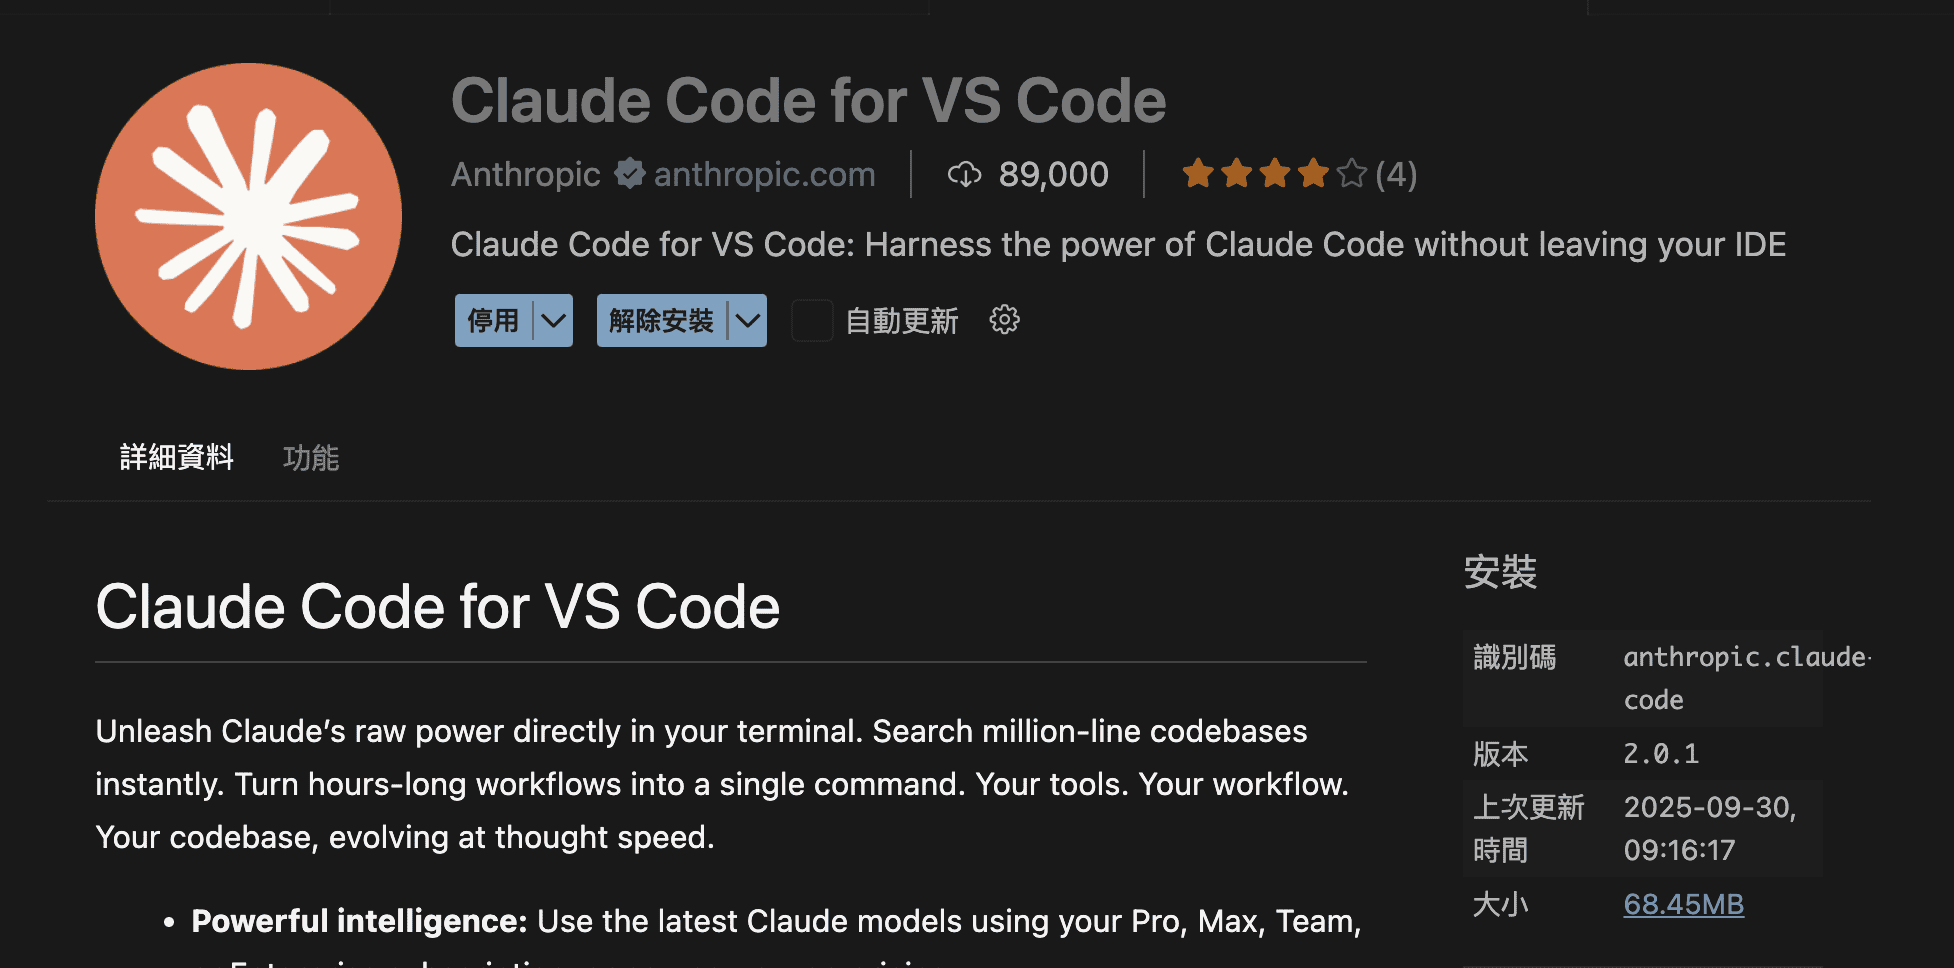 Claude Code for VS Code
Anthropic anthropic.com 89,000 (4)
Claude Code for VS Code: Harness the power of Claude Code without leaving your IDE
停用 解除安裝 自動更新
詳細資料 功能
Claude Code for VS Code
Unleash Claude’s raw power directly in your terminal. Search million-line codebases
instantly. Turn hours-long workflows into a single command. Your tools. Your workflow.
Your codebase, evolving at thought speed.
• Powerful intelligence: Use the latest Claude models using your Pro, Max, Team,
安裝
識別碼 anthropic.claude-
code
版本 2.0.1
上次更新 2025-09-30,
時間 09:16:17
大小 68.45MB